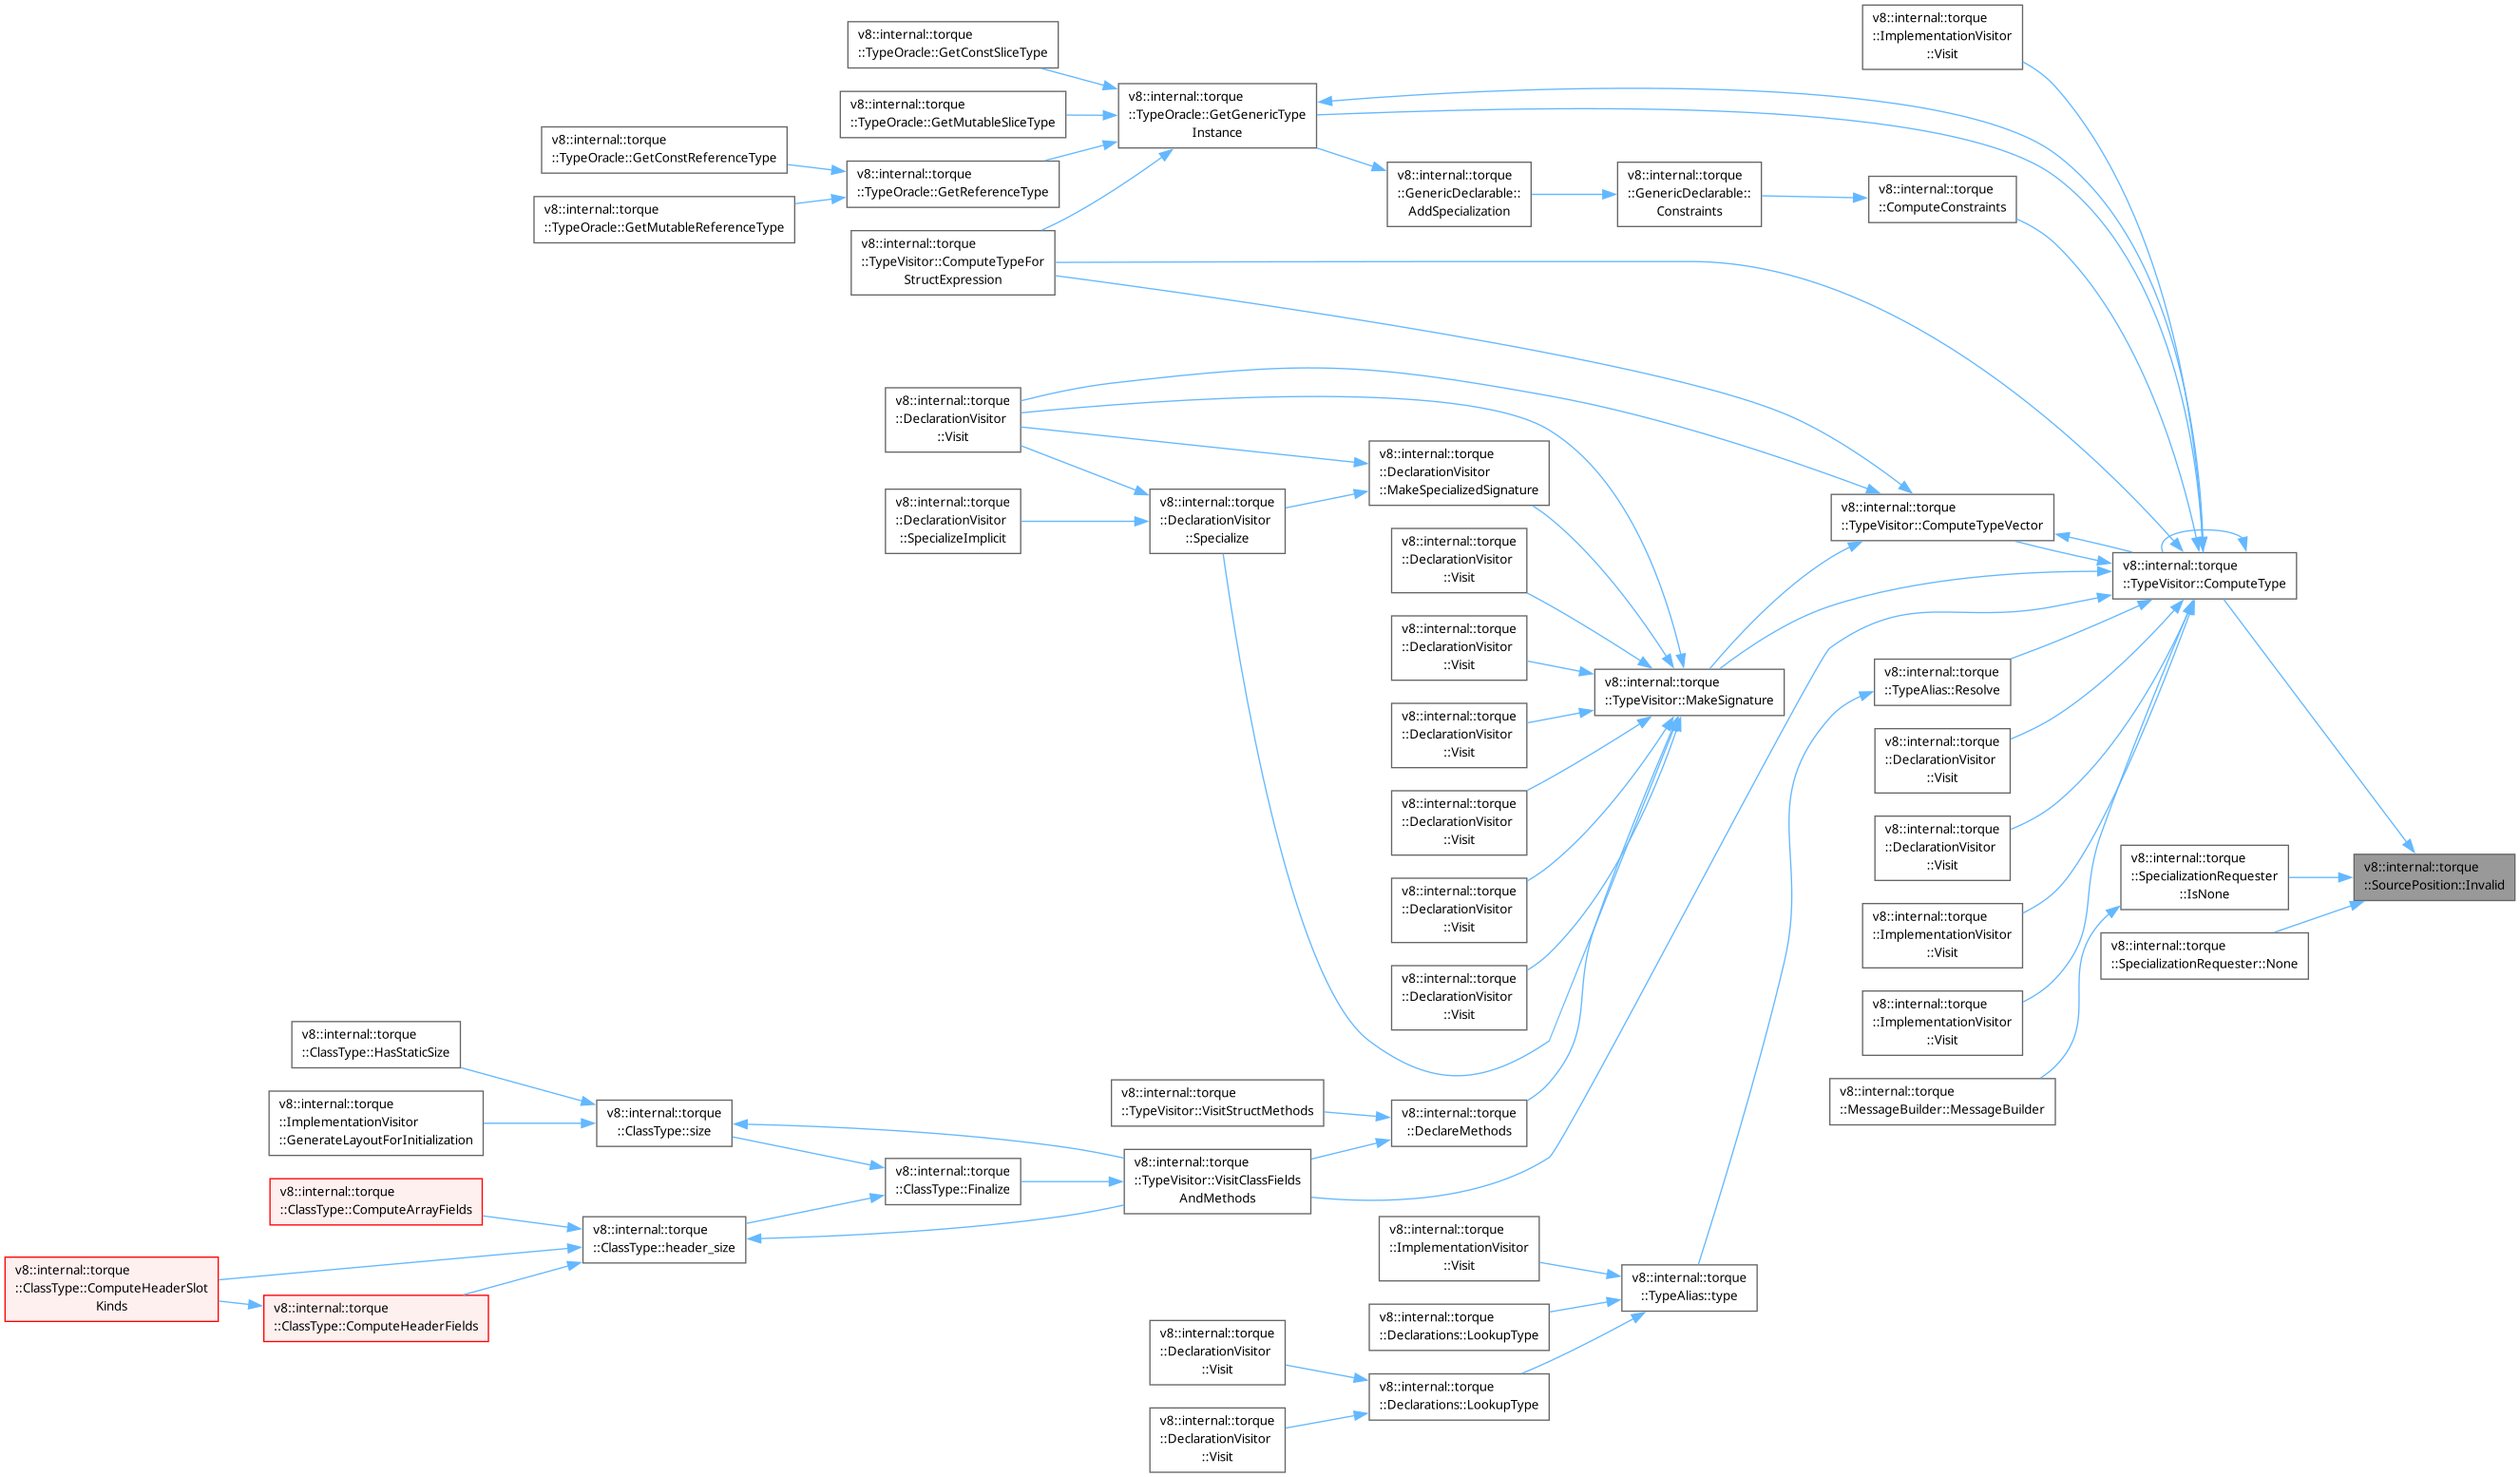 v8::internal::torque
::ImplementationVisitor
::Visit
v8::internal::torque
::TypeOracle::GetConstSliceType
v8::internal::torque
::TypeOracle::GetGenericType
Instance
v8::internal::torque
::TypeOracle::GetMutableSliceType
v8::internal::torque
::TypeOracle::GetConstReferenceType
v8::internal::torque
::TypeOracle::GetReferenceType
v8::internal::torque
::GenericDeclarable::
AddSpecialization
v8::internal::torque
::GenericDeclarable::
Constraints
v8::internal::torque
::ComputeConstraints
v8::internal::torque
::TypeOracle::GetMutableReferenceType
v8::internal::torque
::TypeVisitor::ComputeTypeFor
StructExpression
v8::internal::torque
::DeclarationVisitor
::Visit
v8::internal::torque
::DeclarationVisitor
::MakeSpecializedSignature
v8::internal::torque
::DeclarationVisitor
::SpecializeImplicit
v8::internal::torque
::DeclarationVisitor
::Specialize
v8::internal::torque
::TypeVisitor::ComputeTypeVector
v8::internal::torque
::DeclarationVisitor
::Visit
v8::internal::torque
::TypeVisitor::ComputeType
v8::internal::torque
::DeclarationVisitor
::Visit
v8::internal::torque
::TypeVisitor::MakeSignature
v8::internal::torque
::TypeAlias::Resolve
v8::internal::torque
::DeclarationVisitor
::Visit
v8::internal::torque
::DeclarationVisitor
::Visit
v8::internal::torque
::DeclarationVisitor
::Visit
v8::internal::torque
::DeclarationVisitor
::Visit
v8::internal::torque
::SpecializationRequester
::IsNone
v8::internal::torque
::SourcePosition::Invalid
v8::internal::torque
::DeclarationVisitor
::Visit
v8::internal::torque
::ImplementationVisitor
::Visit
v8::internal::torque
::SpecializationRequester::None
v8::internal::torque
::DeclarationVisitor
::Visit
v8::internal::torque
::ImplementationVisitor
::Visit
v8::internal::torque
::ClassType::HasStaticSize
v8::internal::torque
::MessageBuilder::MessageBuilder
v8::internal::torque
::TypeVisitor::VisitStructMethods
v8::internal::torque
::ImplementationVisitor
::GenerateLayoutForInitialization
v8::internal::torque
::ClassType::size
v8::internal::torque
::DeclareMethods
v8::internal::torque
::TypeVisitor::VisitClassFields
AndMethods
v8::internal::torque
::ClassType::Finalize
v8::internal::torque
::ClassType::ComputeArrayFields
v8::internal::torque
::ClassType::header_size
v8::internal::torque
::ImplementationVisitor
::Visit
v8::internal::torque
::ClassType::ComputeHeaderSlot
Kinds
v8::internal::torque
::TypeAlias::type
v8::internal::torque
::ClassType::ComputeHeaderFields
v8::internal::torque
::Declarations::LookupType
v8::internal::torque
::DeclarationVisitor
::Visit
v8::internal::torque
::Declarations::LookupType
v8::internal::torque
::DeclarationVisitor
::Visit